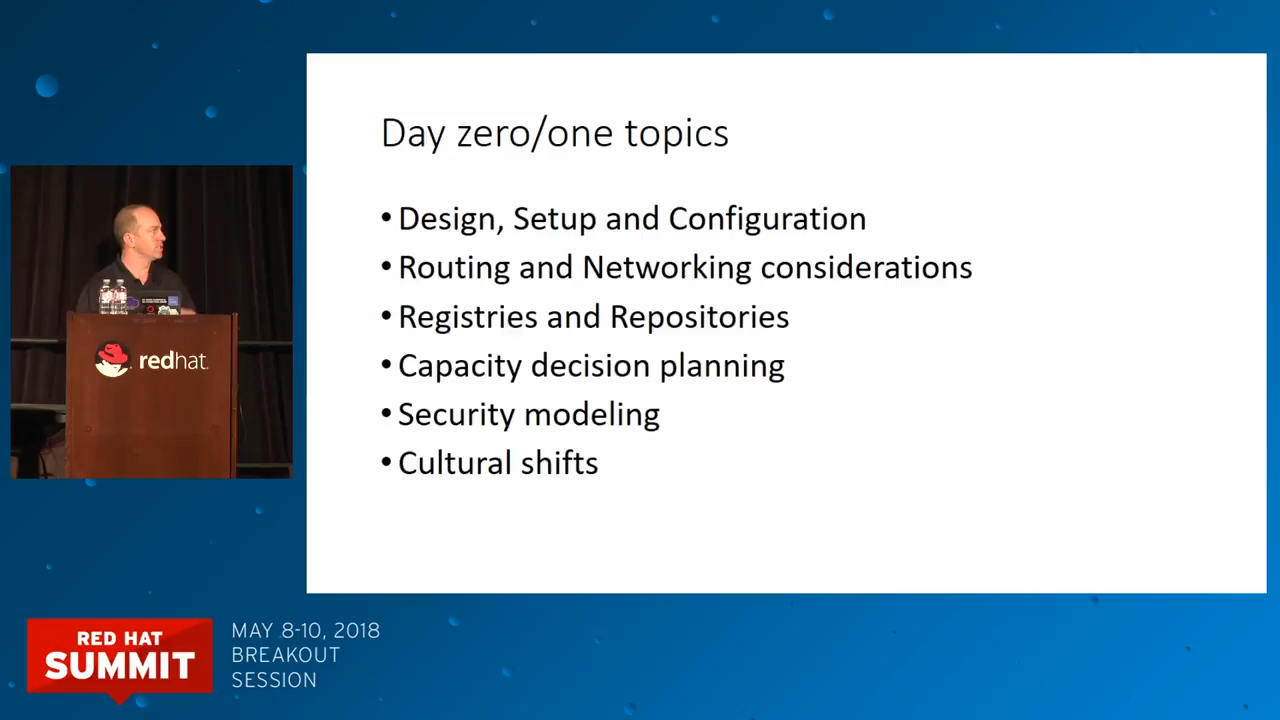 Day zero/one topics
• Design, Setup and Configuration
• Routing and Networking considerations
• Registries and Repositories
• Capacity decision planning
• Security modeling
• Cultural shifts
redhat.
RED HAT
SUMMIT
MAY 8-10, 2018
BREAKOUT
SESSION